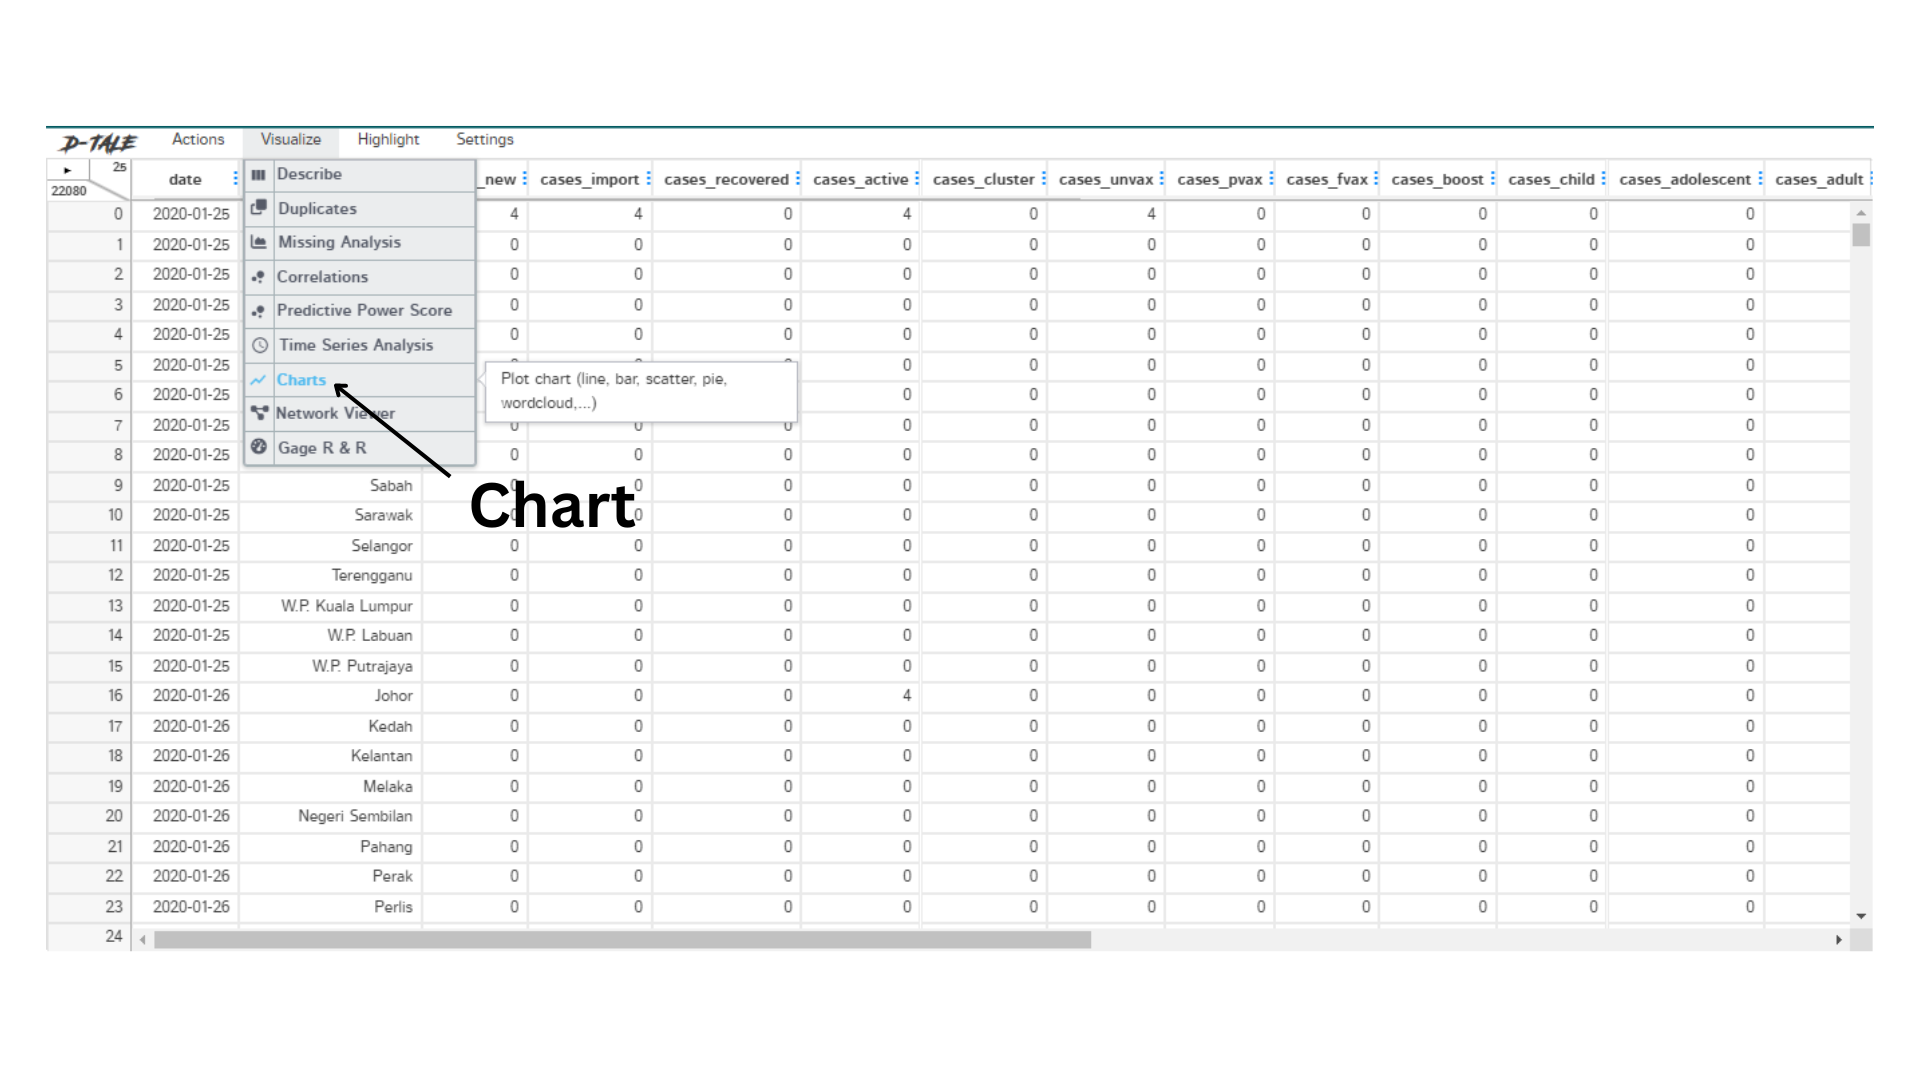 D-TALE Actions Visualize Highlight Settings
25
22080
date _new cases_import cases_recovered cases_active cases_cluster cases_unvax cases_pvax cases_fvax cases_boost cases_child cases_adolescent cases_adult
Describe
Duplicates
Missing Analysis
Correlations
Predictive Power Score
Time Series Analysis
Charts
Network Viewer
Gage R & R
Plot chart (line, bar, scatter, pie,
wordcloud,...)
Chart
0 2020-01-25 4 4 0 4 0 4 0 0 0 0 0
1 2020-01-25 0 0 0 0 0 0 0 0 0 0 0
2 2020-01-25 0 0 0 0 0 0 0 0 0 0 0
3 2020-01-25 0 0 0 0 0 0 0 0 0 0 0
4 2020-01-25 0 0 0 0 0 0 0 0 0 0 0
5 2020-01-25 0 0 0 0 0 0 0 0
6 2020-01-25 0 0 0 0 0 0 0 0
7 2020-01-25 0 0 0 0 0 0 0 0 0 0 0
8 2020-01-25 0 0 0 0 0 0 0 0 0 0 0
9 2020-01-25 Sabah 0 0 0 0 0 0 0 0 0 0
10 2020-01-25 Sarawak 0 0 0 0 0 0 0 0 0 0
11 2020-01-25 Selangor 0 0 0 0 0 0 0 0 0 0 0
12 2020-01-25 Terengganu 0 0 0 0 0 0 0 0 0 0 0
13 2020-01-25 W.P. Kuala Lumpur 0 0 0 0 0 0 0 0 0 0 0
14 2020-01-25 W.P. Labuan 0 0 0 0 0 0 0 0 0 0 0
15 2020-01-25 W.P. Putrajaya 0 0 0 0 0 0 0 0 0 0 0
16 2020-01-26 Johor 0 0 0 4 0 0 0 0 0 0 0
17 2020-01-26 Kedah 0 0 0 0 0 0 0 0 0 0 0
18 2020-01-26 Kelantan 0 0 0 0 0 0 0 0 0 0 0
19 2020-01-26 Melaka 0 0 0 0 0 0 0 0 0 0 0
20 2020-01-26 Negeri Sembilan 0 0 0 0 0 0 0 0 0 0 0
21 2020-01-26 Pahang 0 0 0 0 0 0 0 0 0 0 0
22 2020-01-26 Perak 0 0 0 0 0 0 0 0 0 0 0
23 2020-01-26 Perlis 0 0 0 0 0 0 0 0 0 0 0
24